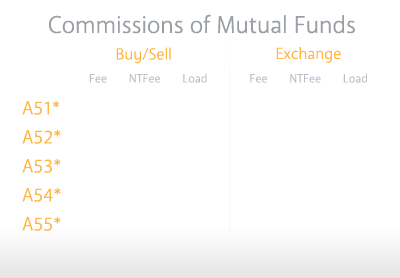 Commissions of Mutual Funds
Buy/Sell Exchange
Fee NTFee Load Fee NTFee Load
A51*
A52*
A53*
A54*
A55*